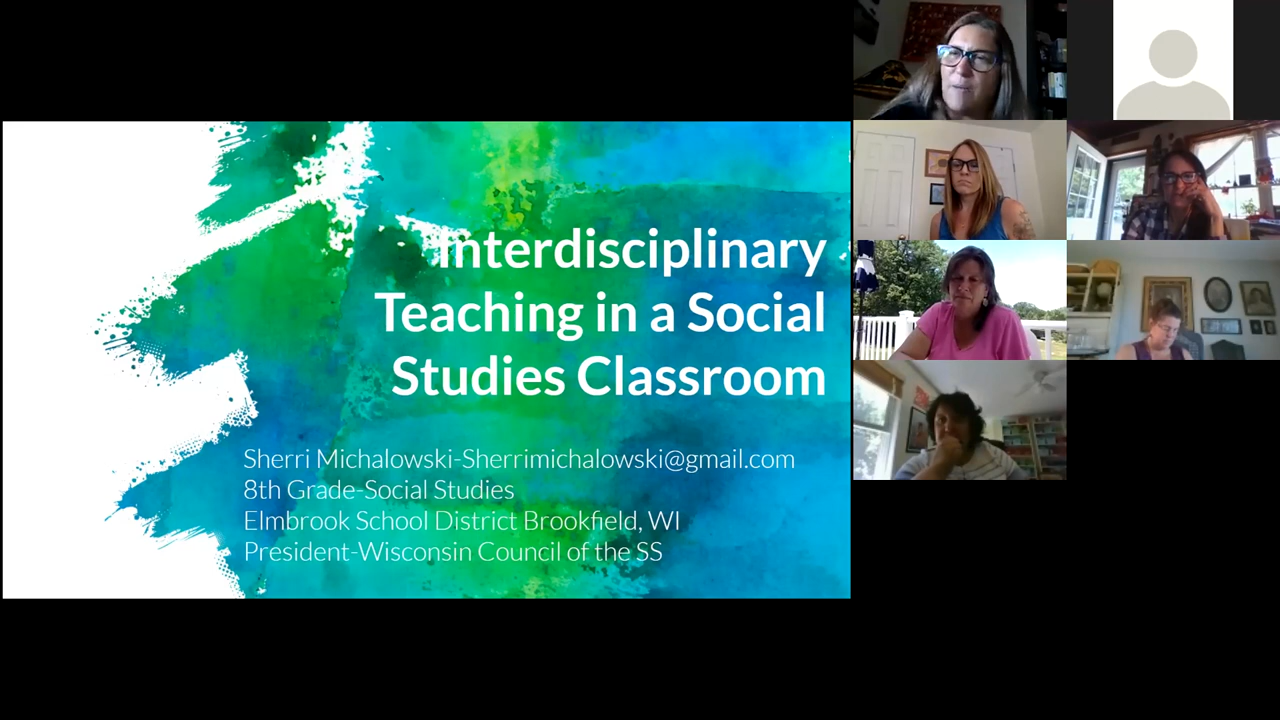 Interdisciplinary
Teaching in a Social
Studies Classroom
Sherri Michalowski-Sherrimichalowski@gmail.com
8th Grade-Social Studies
Elmbrook School District Brookfield, WI
President-Wisconsin Council of the SS